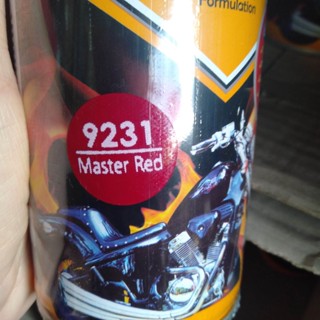 Formulation
9231
Master Red